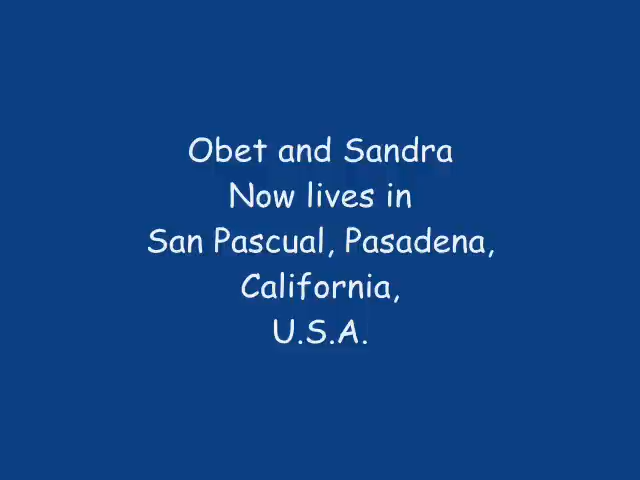 Obet and Sandra
Now lives in
San Pascual, Pasadena,
California,
U.S.A.